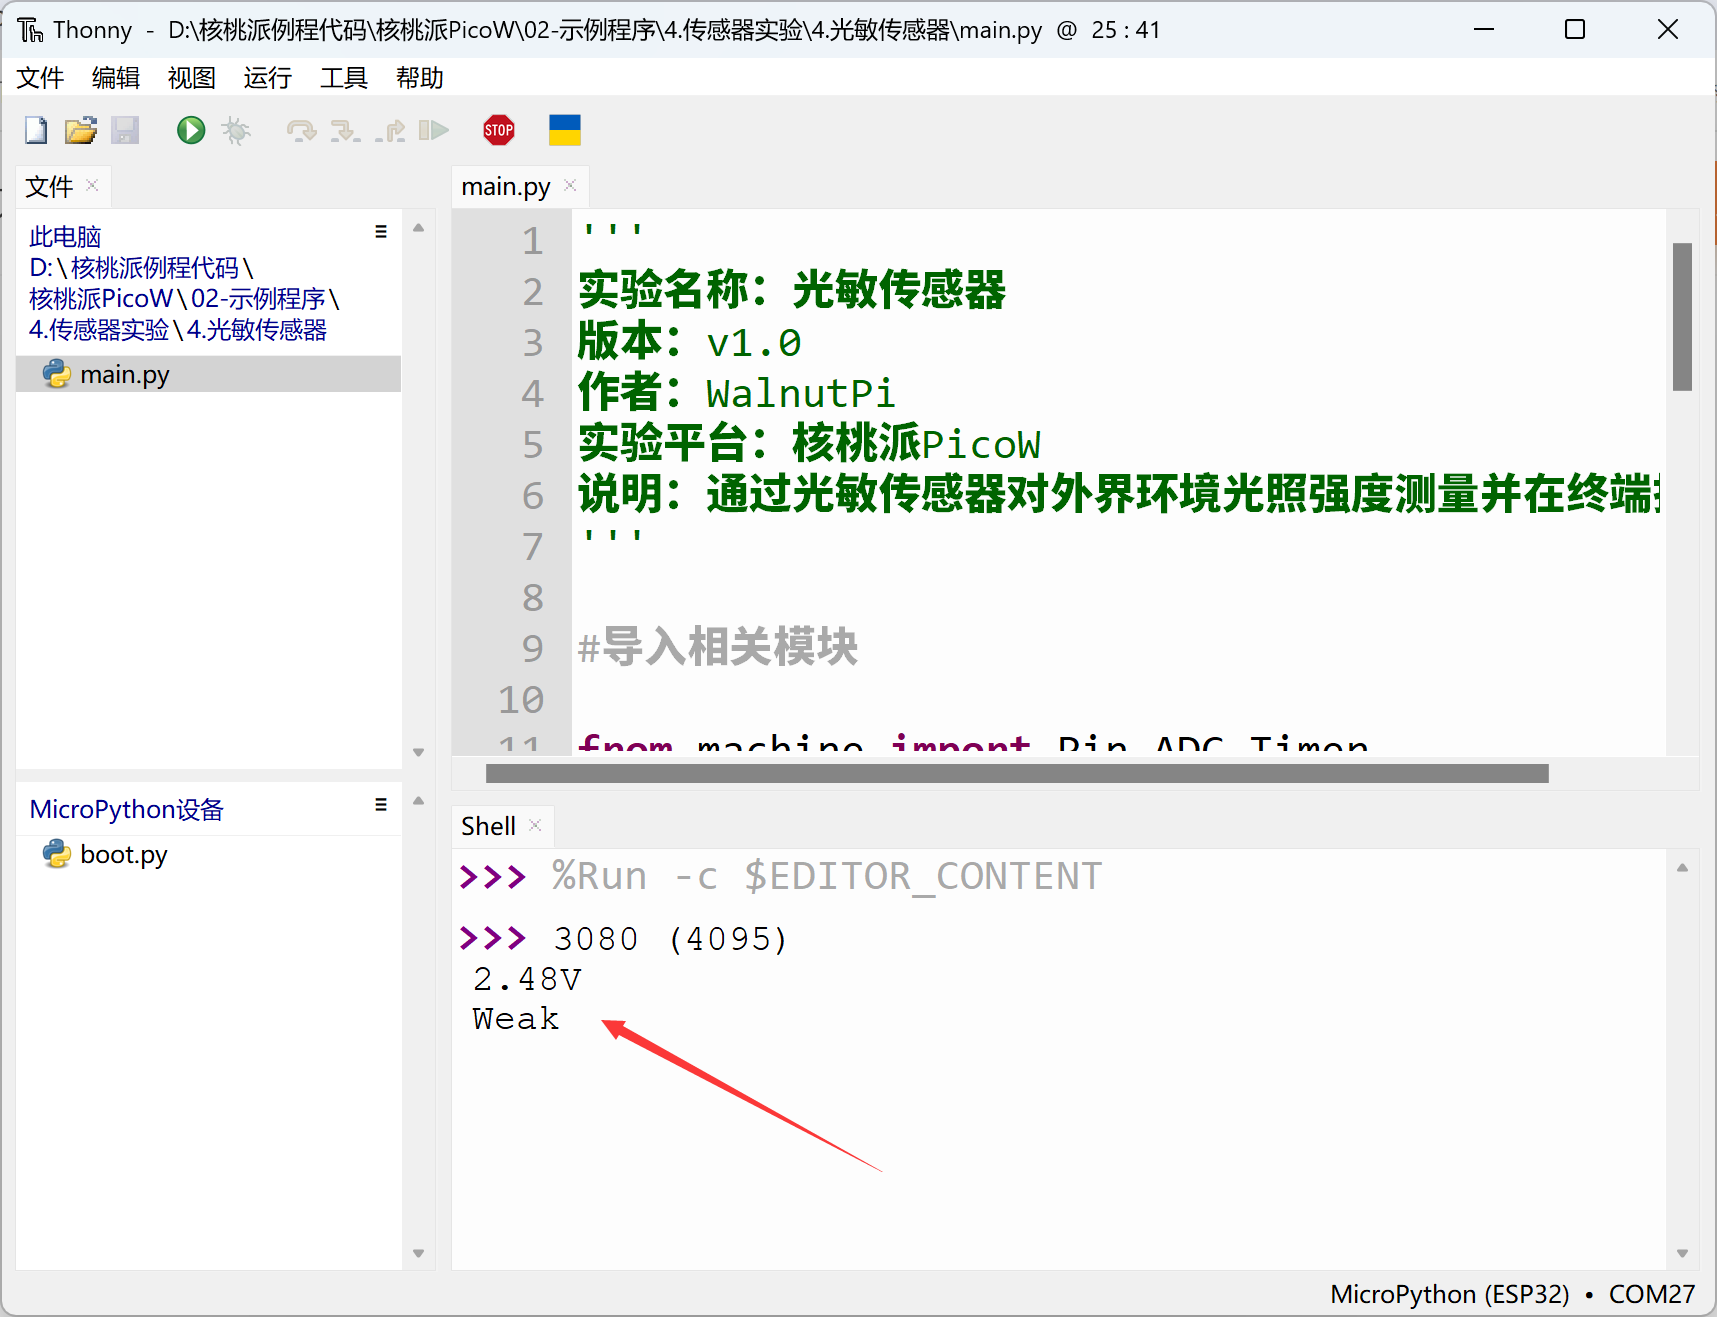 Thonny - D:\核桃派例程代码\核桃派PicoW\02-示例程序\4.传感器实验\4.光敏传感器\main.py @ 25 : 41
文件 编辑 视图 运行 工具 帮助
STOP
文件
此电脑
D:\核桃派例程代码\
核桃派PicoW\02-示例程序\
4.传感器实验\4.光敏传感器
main.py
MicroPython设备
boot.py
main.py
1 '''
2 实验名称：光敏传感器
3 版本：v1.0
4 作者：WalnutPi
5 实验平台：核桃派PicoW
6 说明：通过光敏传感器对外界环境光照强度测量并在终端
7 '''
8
9 #导入相关模块
10
11 from machine import Pin,ADC,Timer
Shell
>>> %Run -c $EDITOR_CONTENT
>>> 3080 (4095)
2.48V
Weak
MicroPython (ESP32) • COM27